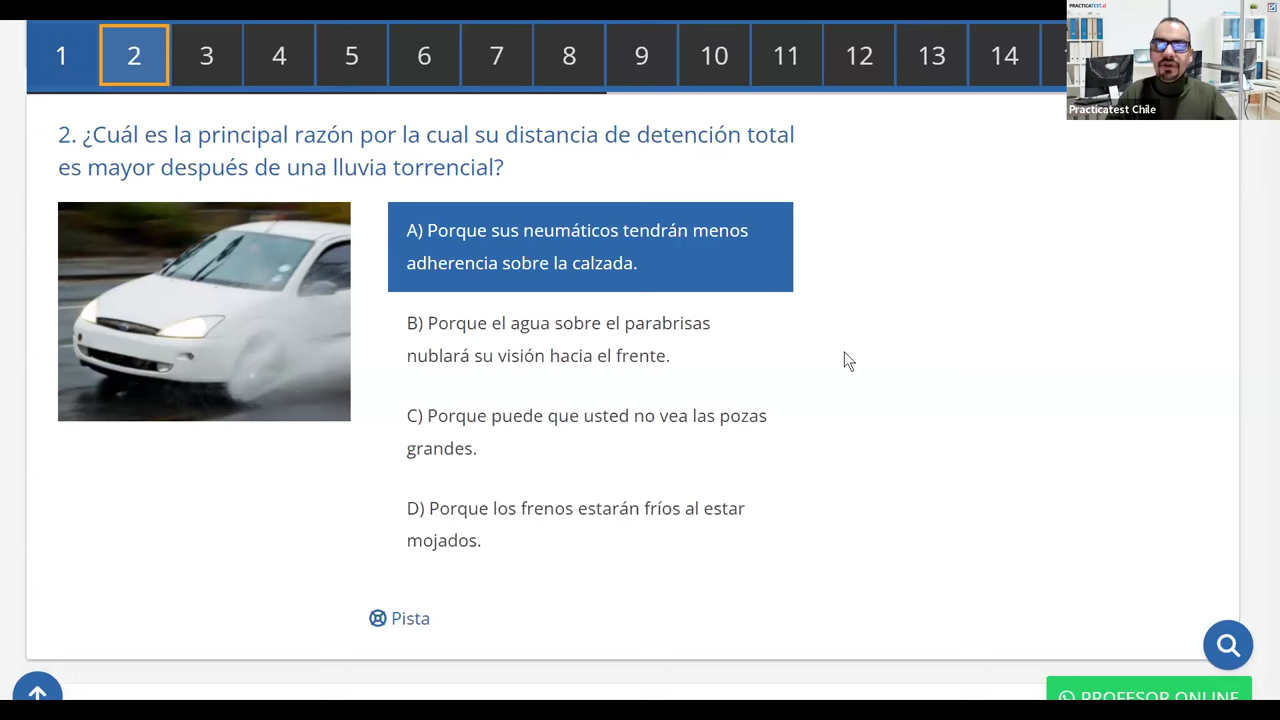 1 2 3 4 5 6 7 8 9 10 11 12 13 14
PRACTICATEST
Practicatest Chile
2. ¿Cuál es la principal razón por la cual su distancia de detención total
es mayor después de una lluvia torrencial?
A) Porque sus neumáticos tendrán menos
adherencia sobre la calzada.
B) Porque el agua sobre el parabrisas
nublará su visión hacia el frente.
C) Porque puede que usted no vea las pozas
grandes.
D) Porque los frenos estarán fríos al estar
mojados.
Pista
PROFESOR ONLINE